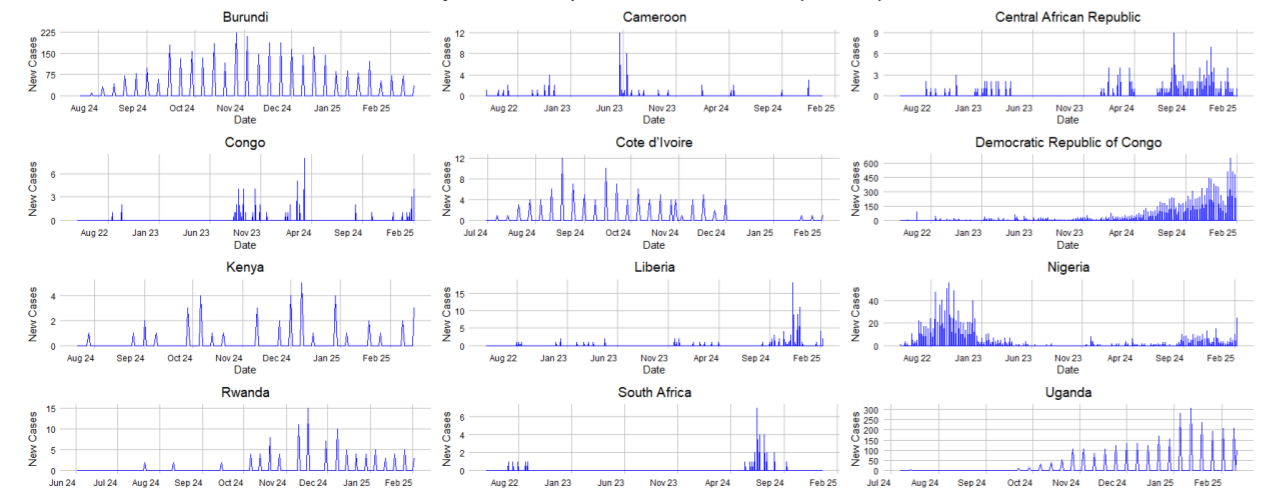 Burundi
New Cases
225
150
75
0
Aug 24 Sep 24 Oct 24 Nov 24 Dec 24 Jan 25 Feb 25
Date
Cameroon
New Cases
12
8
4
0
Aug 22 Jan 23 Jun 23 Nov 23 Apr 24 Sep 24 Feb 25
Date
Central African Republic
New Cases
9
6
3
0
Aug 22 Jan 23 Jun 23 Nov 23 Apr 24 Sep 24 Feb 25
Date
Congo
New Cases
6
3
0
Aug 22 Jan 23 Jun 23 Nov 23 Apr 24 Sep 24 Feb 25
Date
Cote d'Ivoire
New Cases
12
8
4
0
Jul 24 Aug 24 Sep 24 Oct 24 Nov 24 Dec 24 Jan 25 Feb 25
Date
Democratic Republic of Congo
New Cases
600
450
300
150
0
Aug 22 Jan 23 Jun 23 Nov 23 Apr 24 Sep 24 Feb 25
Date
Kenya
New Cases
4
2
0
Aug 24 Sep 24 Oct 24 Nov 24 Dec 24 Jan 25 Feb 25
Date
Liberia
New Cases
15
10
5
0
Aug 22 Jan 23 Jun 23 Nov 23 Apr 24 Sep 24 Feb 25
Date
Nigeria
New Cases
40
20
0
Aug 22 Jan 23 Jun 23 Nov 23 Apr 24 Sep 24 Feb 25
Date
Rwanda
New Cases
15
10
5
0
Jun 24 Jul 24 Aug 24 Sep 24 Oct 24 Nov 24 Dec 24 Jan 25 Feb 25
South Africa
New Cases
6
4
2
0
Aug 22 Jan 23 Jun 23 Nov 23 Apr 24 Sep 24 Feb 25
Uganda
New Cases
300
250
200
150
100
50
0
Jul 24 Aug 24 Sep 24 Oct 24 Nov 24 Dec 24 Jan 25 Feb 25